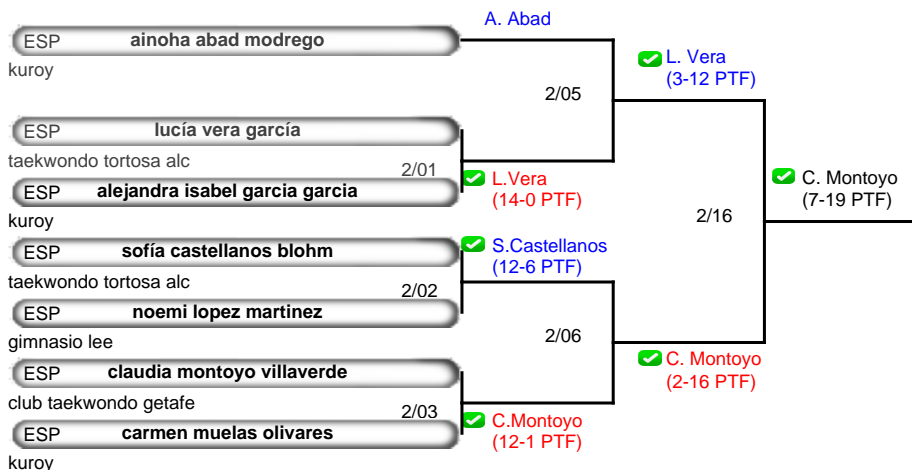 A. Abad
ESP ainoha abad modrego
kuroy
L. Vera
(3-12 PTF)
2/05
ESP lucía vera garcía
taekwondo tortosa alc
2/01
ESP alejandra isabel garcia garcia
kuroy
L.Vera
(14-0 PTF)
C. Montoyo
(7-19 PTF)
2/16
ESP sofía castellanos blohm
taekwondo tortosa alc
S.Castellanos
(12-6 PTF)
2/02
ESP noemi lopez martinez
gimnasio lee
2/06
C. Montoyo
(2-16 PTF)
ESP claudia montoyo villaverde
club taekwondo getafe
2/03
ESP carmen muelas olivares
kuroy
C.Montoyo
(12-1 PTF)